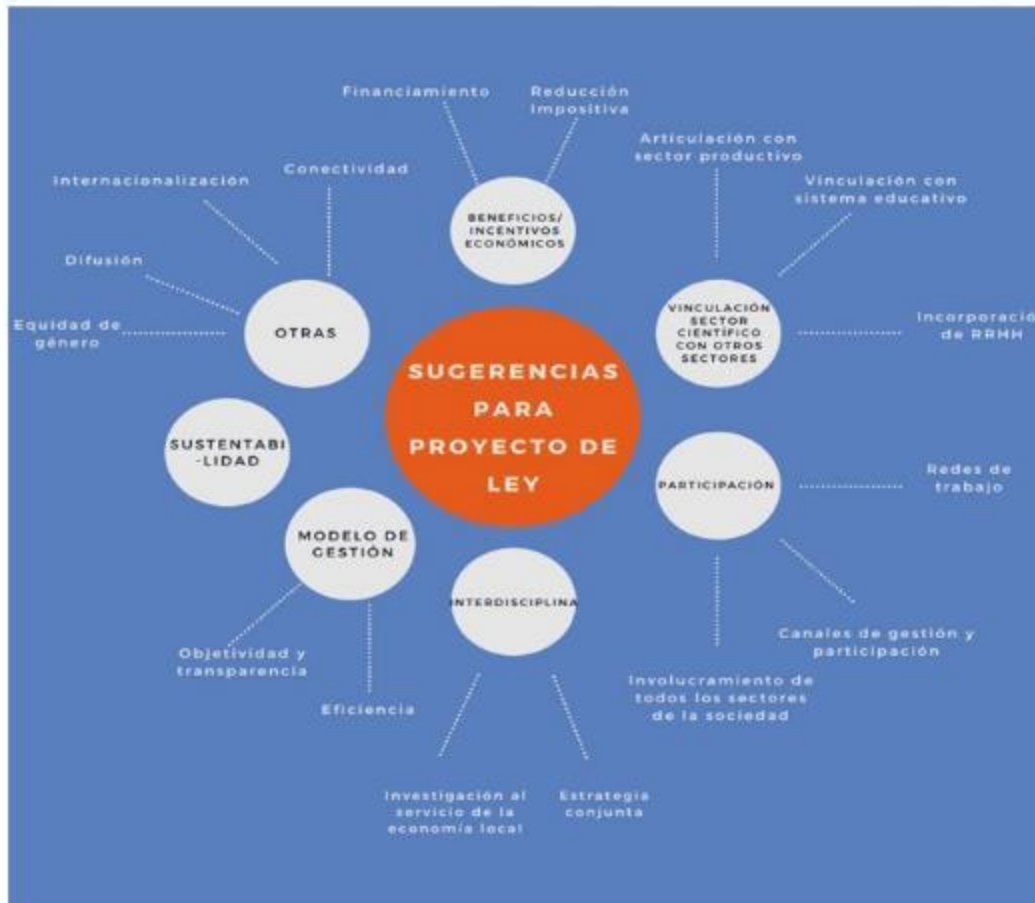 Financiamiento
Reducción
Impositiva
Articulación con
sector productivo
Conectividad
Internacionalización
Vinculación con
sistema educativo
BENEFICIOS/
INCENTIVOS
ECONÓMICOS
Difusión
Equidad de
género
OTRAS
VINCULACIÓN
SECTOR
CIENTÍFICO
CON OTROS
SECTORES
Incorporació
de RRHH
SUGERENCIAS
PARA
PROYECTO DE
LEY
SUSTENTABI
-LIDAD
PARTICIPACIÓN
Redes de
trabajo
MODELO DE
GESTIÓN
INTERDISCIPLINA
Objetividad y
transparencia
Eficiencia
Canales de gestión y
participación
Involucramiento de
todos los sectores
de la sociedad
Investigación al
servicio de la
economía local
Estrategia
conjunta